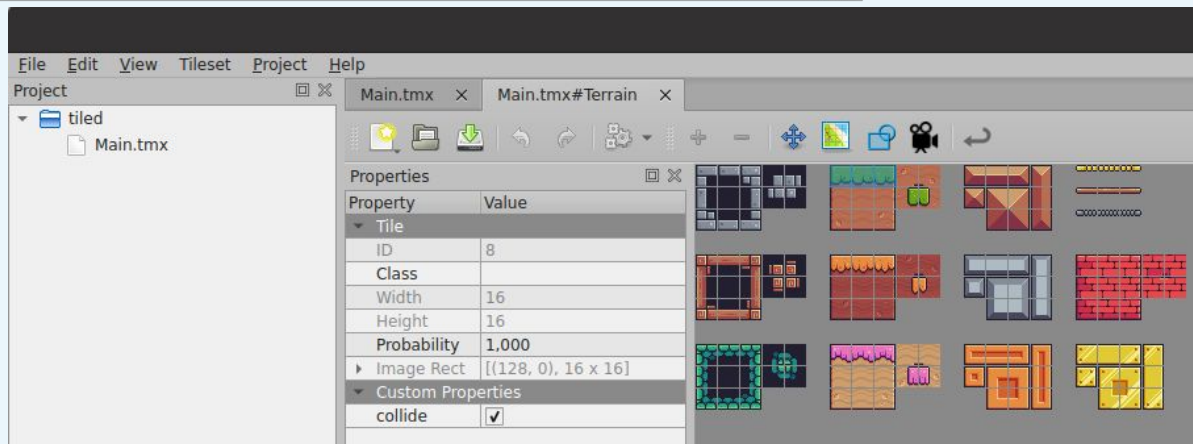 File Edit View Tileset Project Help
Project
tiled
Main.tmx
Main.tmx Main.tmx#Terrain
Properties
Property Value
Tile
ID 8
Class
Width 16
Height 16
Probability 1,000
Image Rect [(128, 0), 16 x 16]
Custom Properties
collide